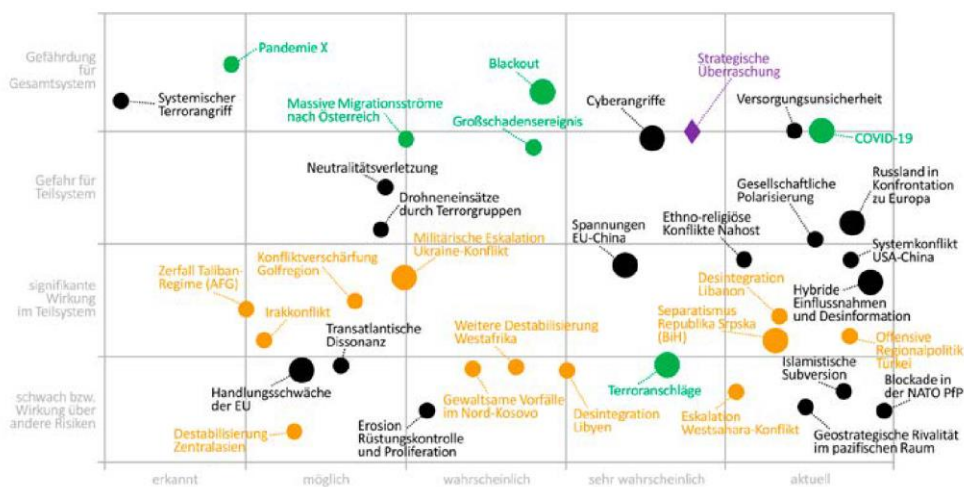 Gefährdung
für
Gesamtsystem
Pandemie X
Systemischer
Terrorangriff
Massive Migrationsströme
nach Österreich
Blackout
Großschadensereignis
Cyberangriffe
Strategische
Überraschung
Versorgungsunsicherheit
COVID-19
Gefahr für
Teilsystem
Neutralitätsverletzung
Drohneneinsätze
durch Terrorgruppen
Spannungen
EU-China
Ethno-religiöse
Konflikte Nahost
Gesellschaftliche
Polarisierung
Russland in
Konfrontation
zu Europa
Systemkonflikt
USA-China
signifikante
Wirkung
im Teilsystem
Zerfall Taliban-
Regime (AFG)
Konfliktverschärfung
Golfregion
Militärische Eskalation
Ukraine-Konflikt
Irakkonflikt
Transatlantische
Dissonanz
Weitere Destabilisierung
Westafrika
Desintegration
Libanon
Separatismus
Republika Srpska
(BiH)
Hybride
Einflussnahmen
und Desinformation
Offensive
Regionalpolitik
Türkei
schwach bzw.
Wirkung über
andere Risiken
Handlungsschwäche
der EU
Destabilisierung
Zentralasien
Erosion
Rüstungskontrolle
und Proliferation
Gewaltsame Vorfälle
im Nord-Kosovo
Desintegration
Libyen
Terroranschläge
Eskalation
Westsahara-Konflikt
Islamistische
Subversion
Blockade in
der NATO PfP
Geostrategische Rivalität
im pazifischen Raum
erkannt
möglich
wahrscheinlich
sehr wahrscheinlich
aktuell